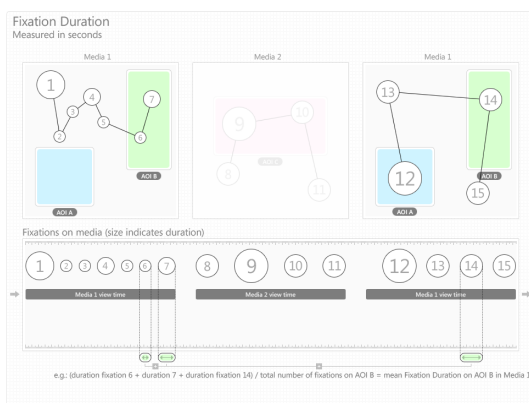 Fixation Duration
Measured in seconds
Media 1
1
2
3
4
5
6
7
AOI B
AOI A
Media 2
8
9
10
11
Media 1
12
13
14
15
AOI B
AOI A
Fixations on media (size indicates duration)
1 2 3 4 5 6 7 8 9 10 11 12 13 14 15
Media 1 view time Media 2 view time Media 1 view time
e.g.: (duration fixation 6 + duration 7 + duration fixation 14) / total number of fixations on AOI B = mean Fixation Duration on AOI B in Media 1